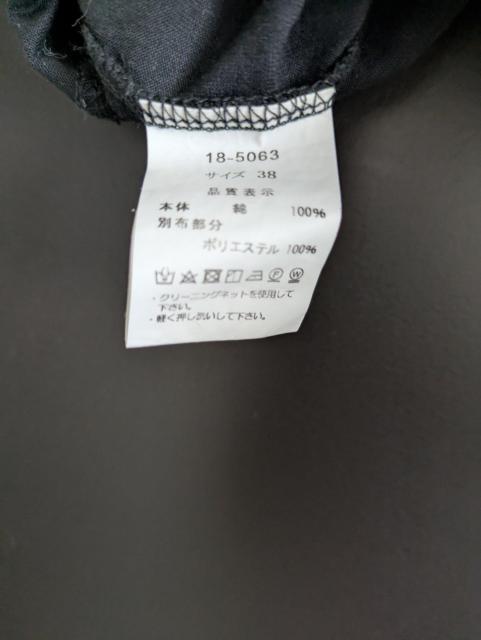 18-5063
サイズ 38
品質表示
本体 綿 100%
別布部分
ポリエステル 100%
・クリーニングネットを使用して
下さい。
・軽く押し洗いして下さい。